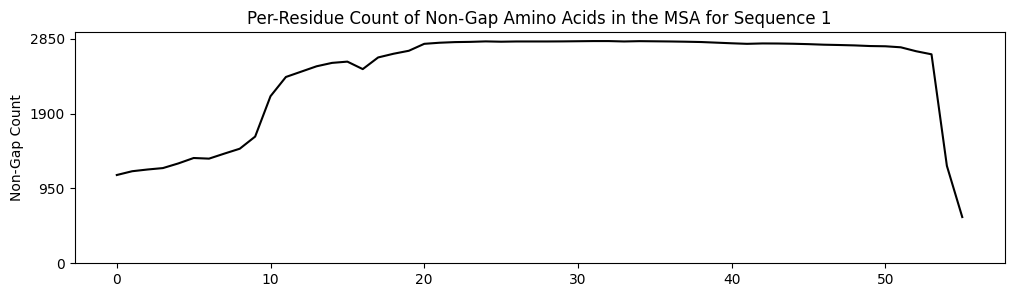 Per-Residue Count of Non-Gap Amino Acids in the MSA for Sequence 1
Non-Gap Count
2850
1900
950
0
0 10 20 30 40 50